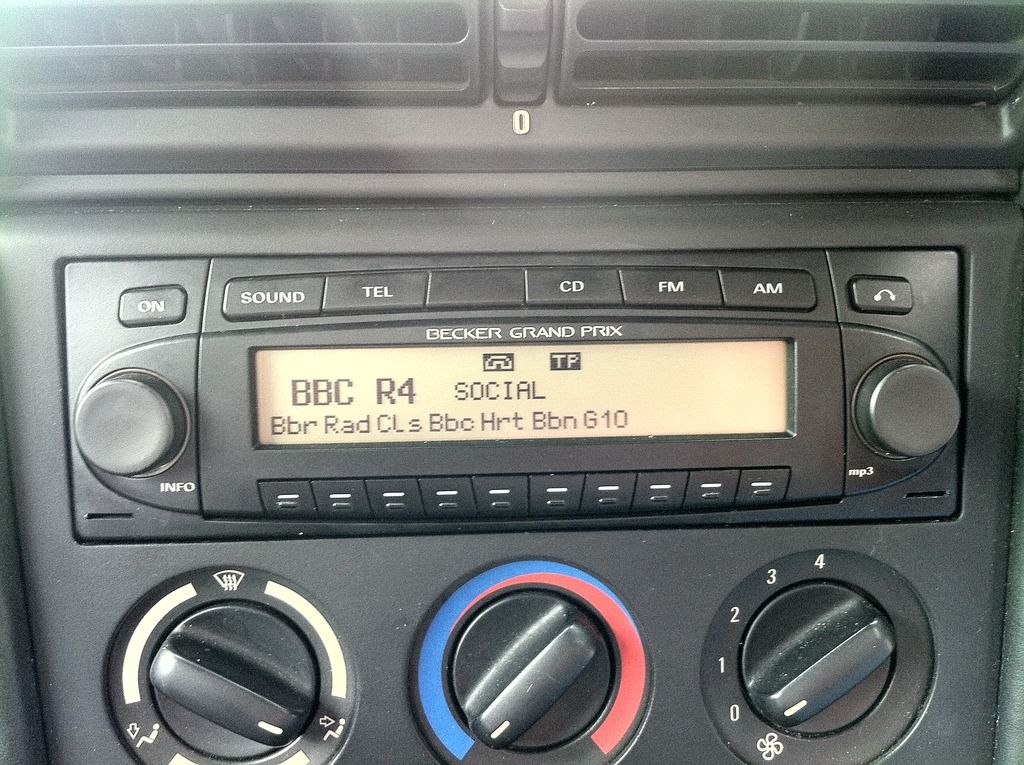 0
ON
SOUND TEL CD FM AM
BECKER GRAND PRIX
TP
BBC R4 SOCIAL
Bbr Rad CLs Bbc Hrt Bbn G10
INFO
mp3
4
3
2
1
0